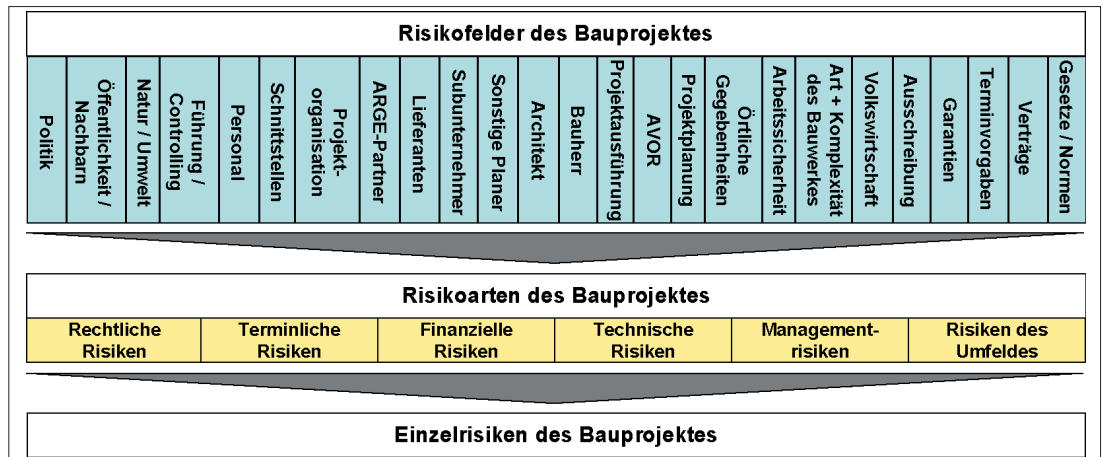 Risikofelder des Bauprojektes
Politik
Öffentlichkeit /
Nachbarn
Natur / Umwelt
Führung /
Controlling
Personal
Schnittstellen
Projekt-
organisation
ARGE-Partner
Lieferanten
Subunternehmer
Sonstige Planer
Architekt
Bauherr
Projektausführung
AVOR
Projektplanung
Örtliche
Gegebenheiten
Arbeitssicherheit
Art + Komplexität
des Bauwerkes
Volkswirtschaft
Ausschreibung
Garantien
Terminvorgaben
Verträge
Gesetze / Normen
Risikoarten des Bauprojektes
Rechtliche
Risiken
Terminliche
Risiken
Finanzielle
Risiken
Technische
Risiken
Management-
risiken
Risiken des
Umfeldes
Einzelrisiken des Bauprojektes